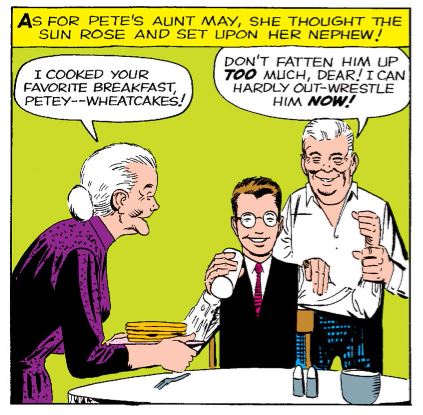 AS FOR PETE'S AUNT MAY, SHE THOUGHT THE
SUN ROSE AND SET UPON HER NEPHEW!
I COOKED YOUR
FAVORITE BREAKFAST,
PETEY--WHEATCAKES!
DON'T FATTEN HIM UP
TOO MUCH, DEAR! I CAN
HARDLY OUT-WRESTLE
HIM NOW!